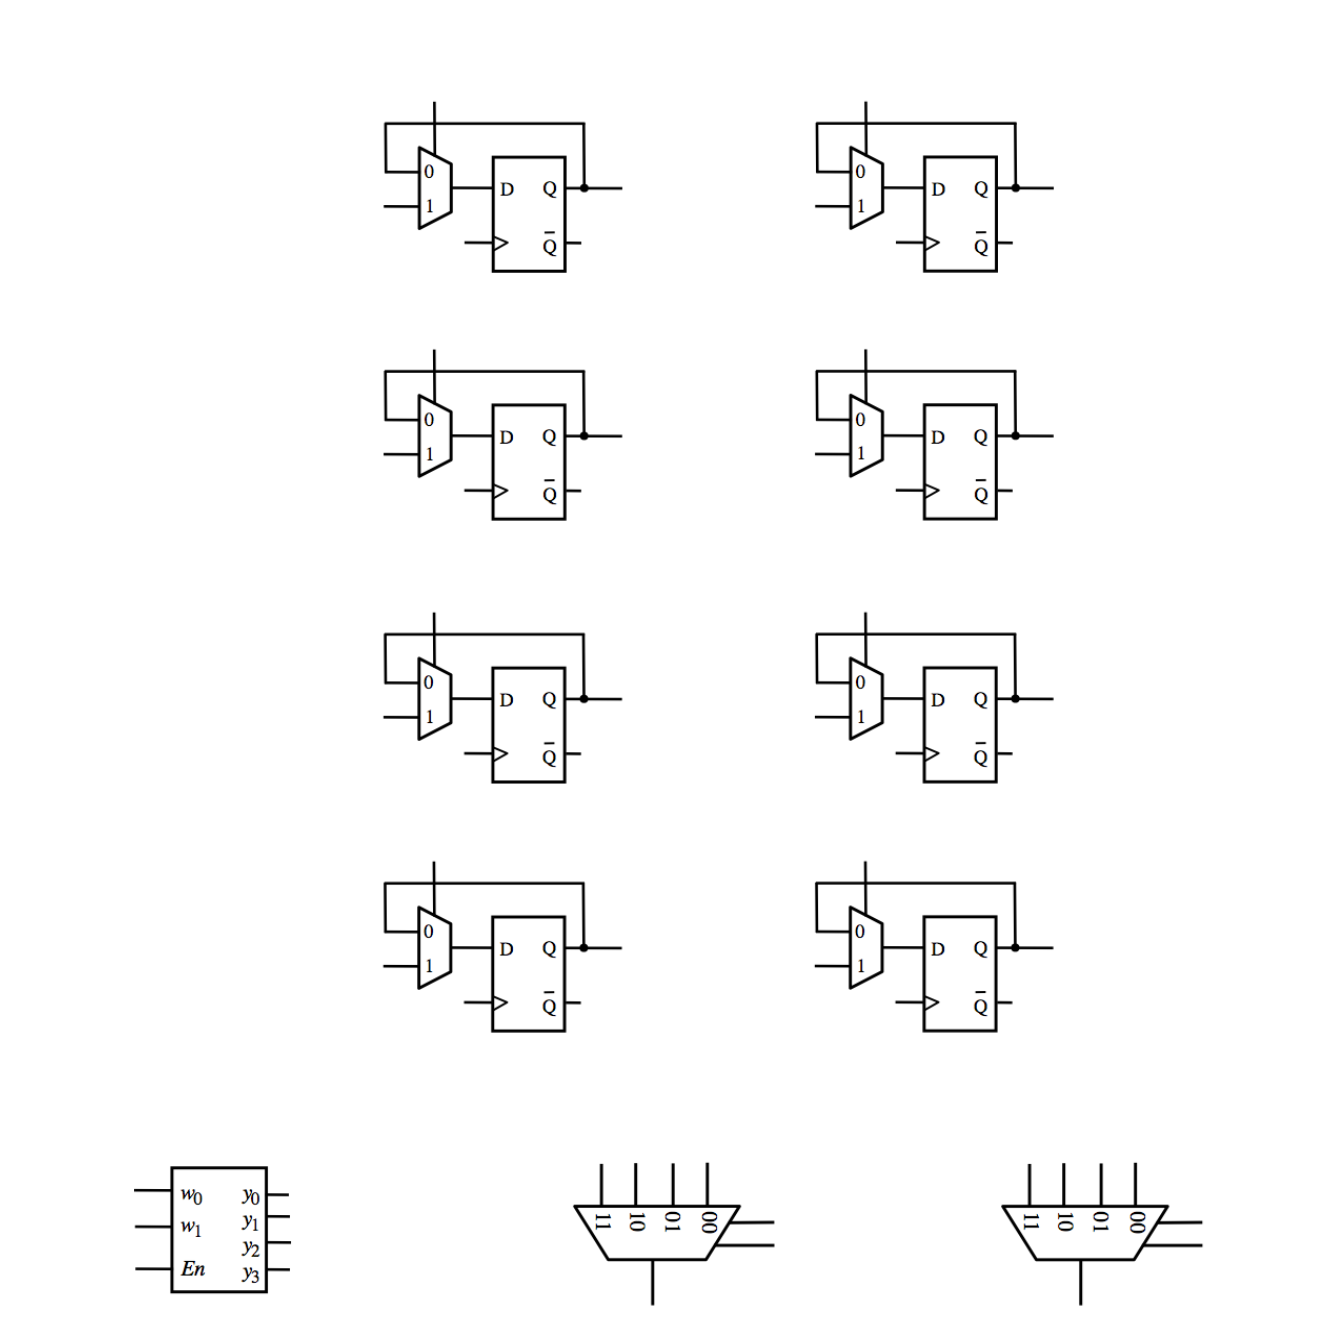 0 0
D Q D Q
1 1
Q̅ Q̅
0 0
D Q D Q
1 1
Q̅ Q̅
0 0
D Q D Q
1 1
Q̅ Q̅
0 0
D Q D Q
1 1
Q̅ Q̅
w0 y0
w1 y1
y2
En y3
11 10 01 00
11 10 01 00